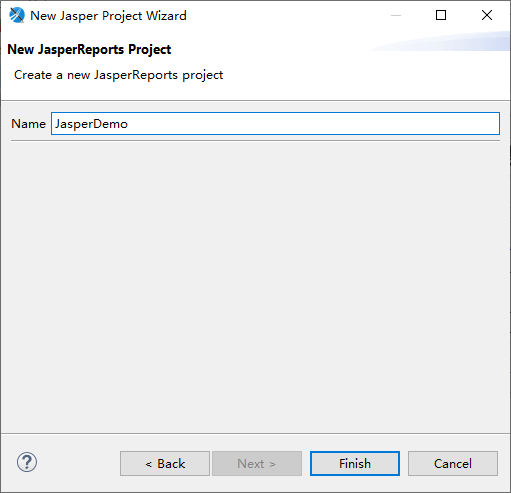 New Jasper Project Wizard
New JasperReports Project
Create a new JasperReports project
Name JasperDemo
? < Back Next > Finish Cancel